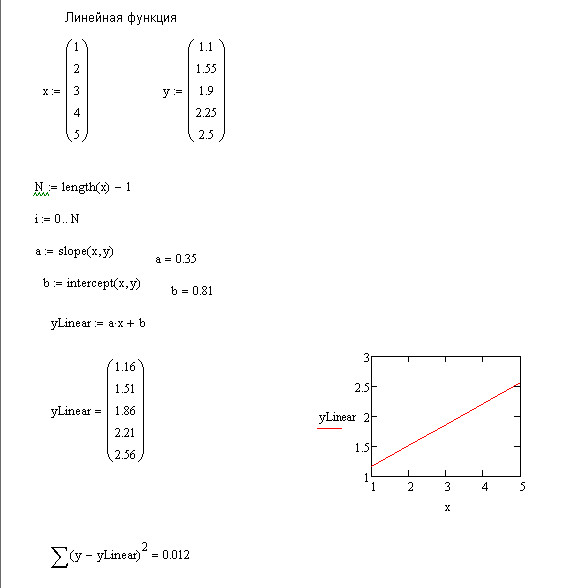 Линейная функция
x := (1 2 3 4 5) y := (1.1 1.55 1.9 2.25 2.5)
N := length(x) − 1
i := 0.. N
a := slope(x,y) a = 0.35
b := intercept(x,y) b = 0.81
yLinear := a·x + b
yLinear = (1.16 1.51 1.86 2.21 2.56)
3
2.5
yLinear 2
1.5
1
1 2 3 4 5
x
∑(y − yLinear)² = 0.012